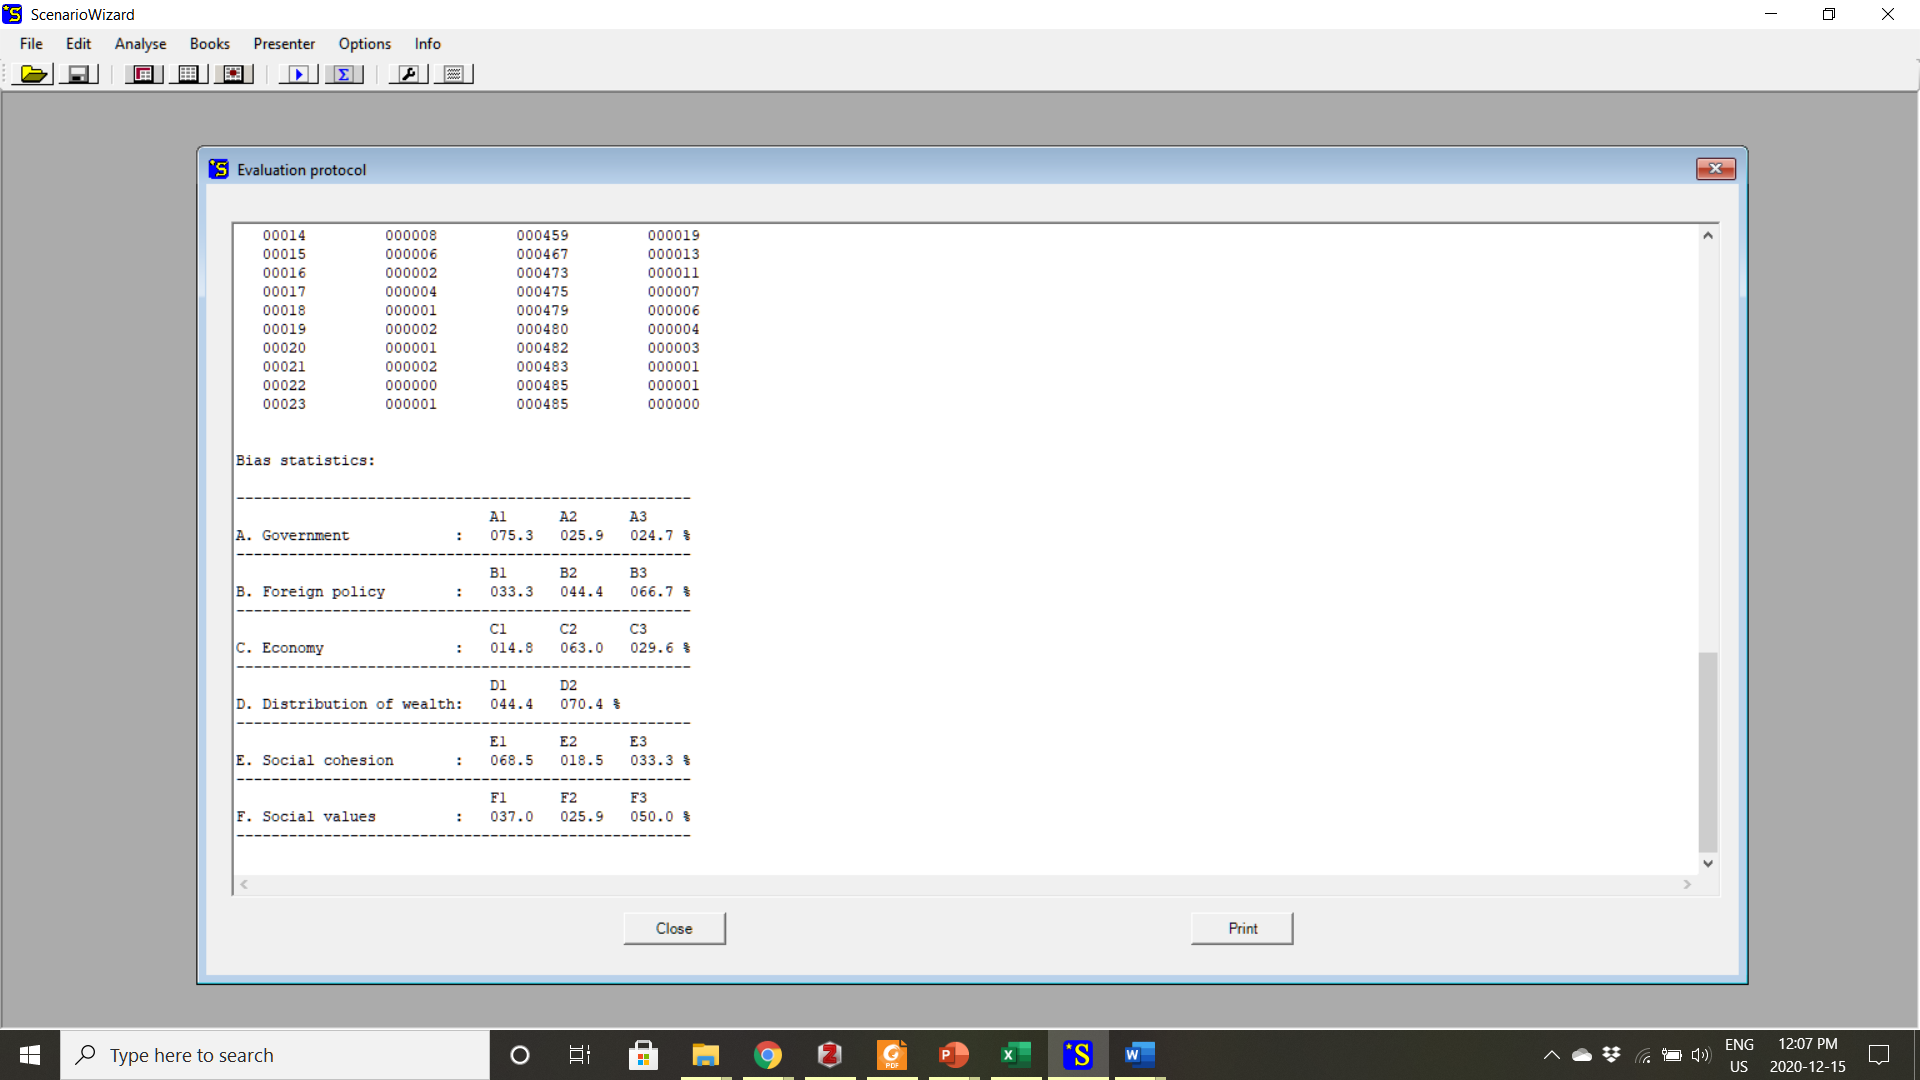 ScenarioWizard
File Edit Analyse Books Presenter Options Info
Evaluation protocol
00014 000008 000459 000019
00015 000006 000467 000013
00016 000002 000473 000011
00017 000004 000475 000007
00018 000001 000479 000006
00019 000002 000480 000004
00020 000001 000482 000003
00021 000002 000483 000001
00022 000000 000485 000001
00023 000001 000485 000000
Bias statistics:
----------------------------------------------------
A1 A2 A3
A. Government : 075.3 025.9 024.7 %
----------------------------------------------------
B1 B2 B3
B. Foreign policy : 033.3 044.4 066.7 %
----------------------------------------------------
C1 C2 C3
C. Economy : 014.8 063.0 029.6 %
----------------------------------------------------
D1 D2
D. Distribution of wealth: 044.4 070.4 %
----------------------------------------------------
E1 E2 E3
E. Social cohesion : 068.5 018.5 033.3 %
----------------------------------------------------
F1 F2 F3
F. Social values : 037.0 025.9 050.0 %
----------------------------------------------------
Close Print
Type here to search
ENG 12:07 PM
US 2020-12-15